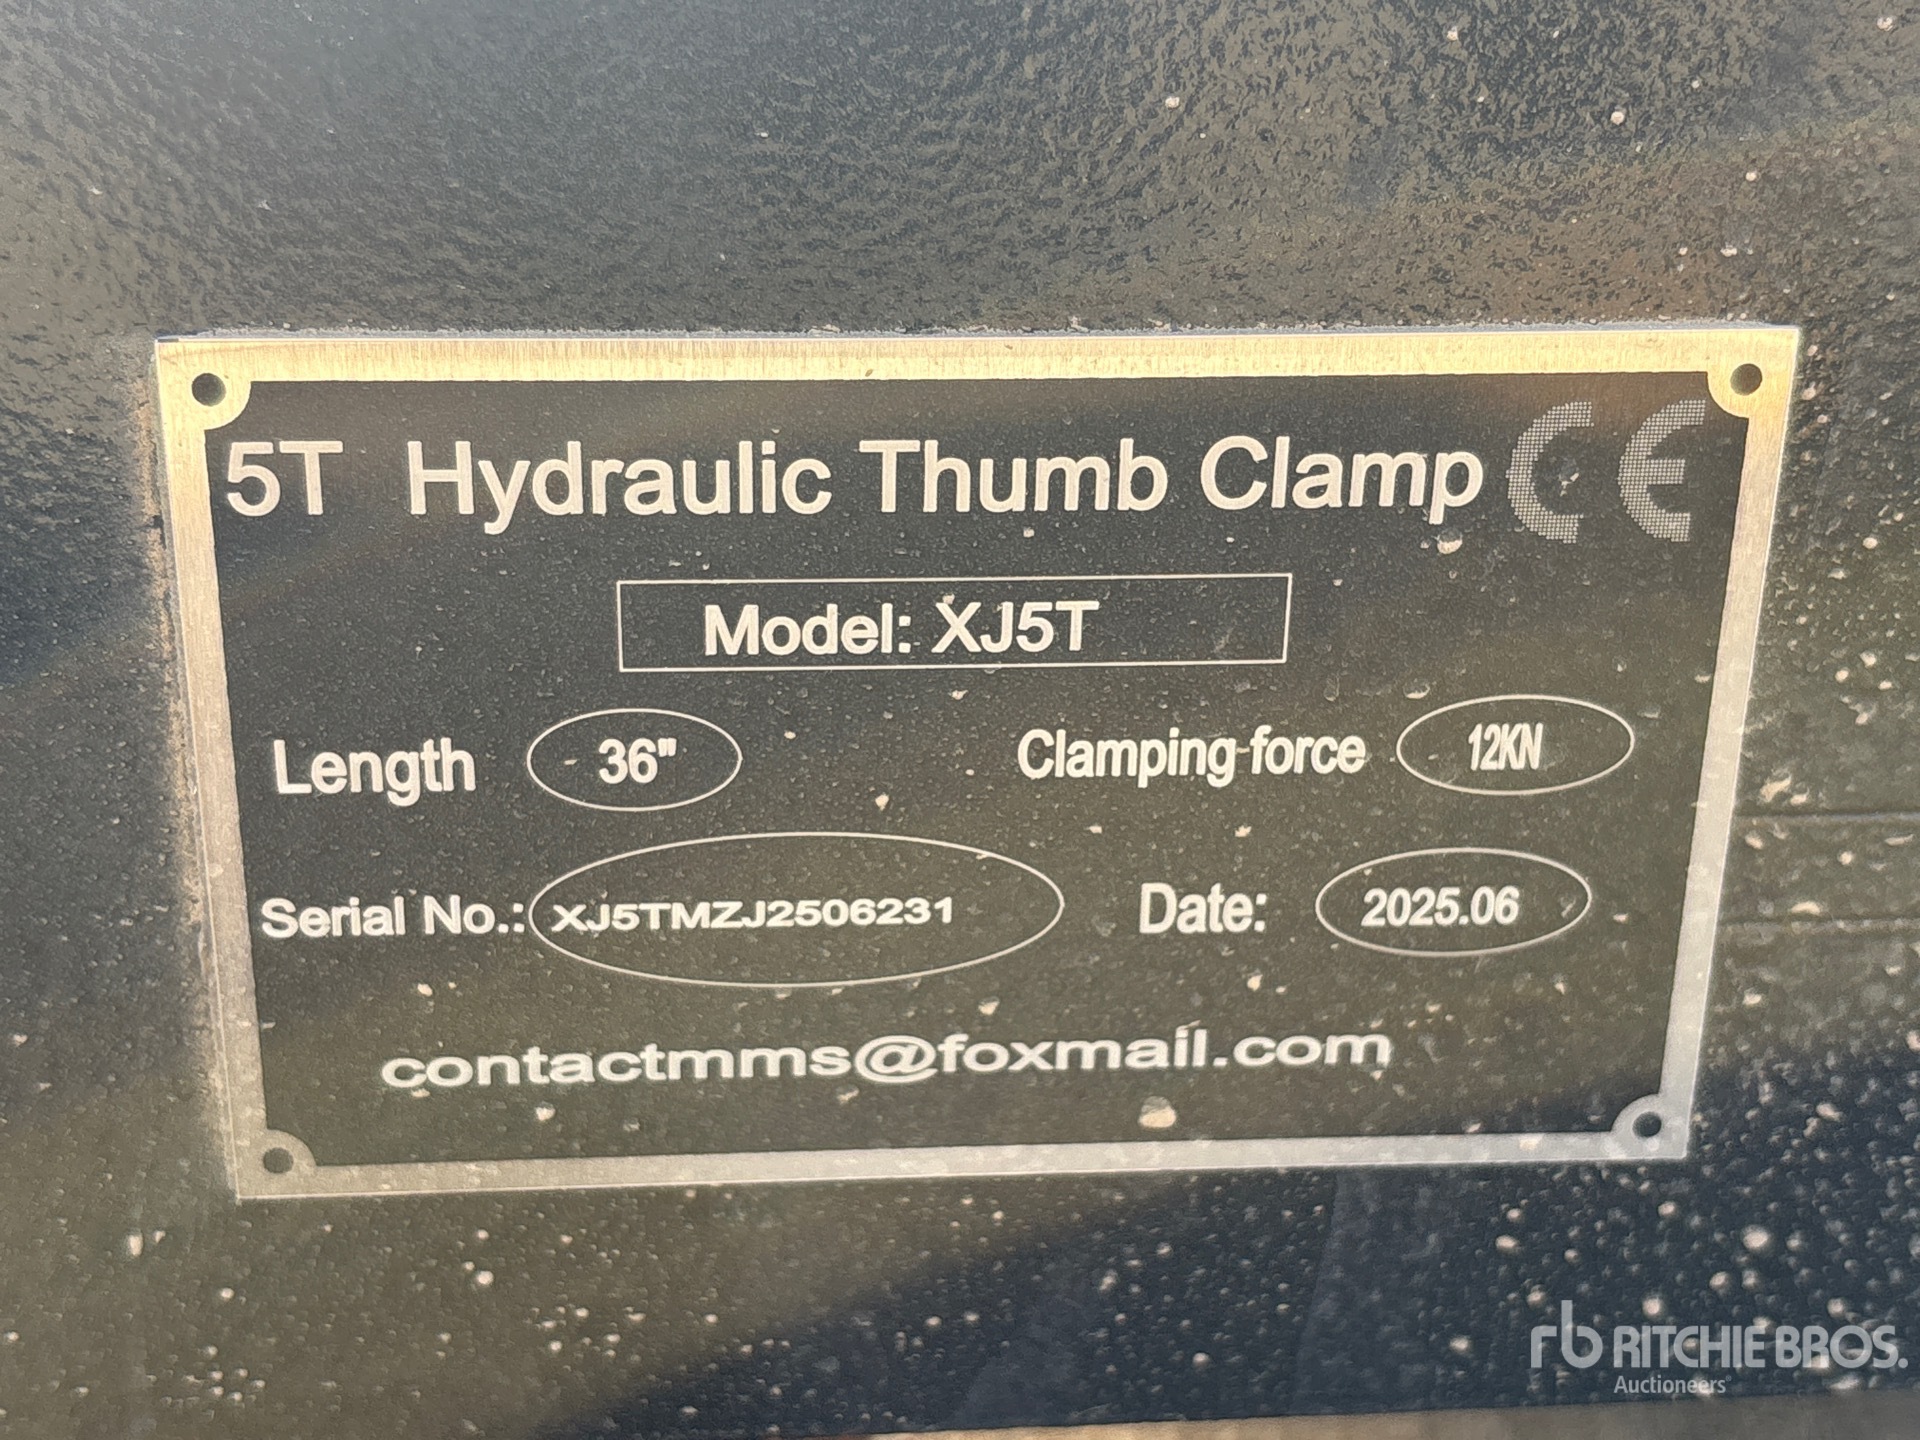 5T Hydraulic Thumb Clamp CE
Model: XJ5T
Length 36" Clamping force 12KN
Serial No.: XJ5TMZJ2506231 Date: 2025.06
contactmms@foxmail.com
rb RITCHIE BROS.
Auctioneers